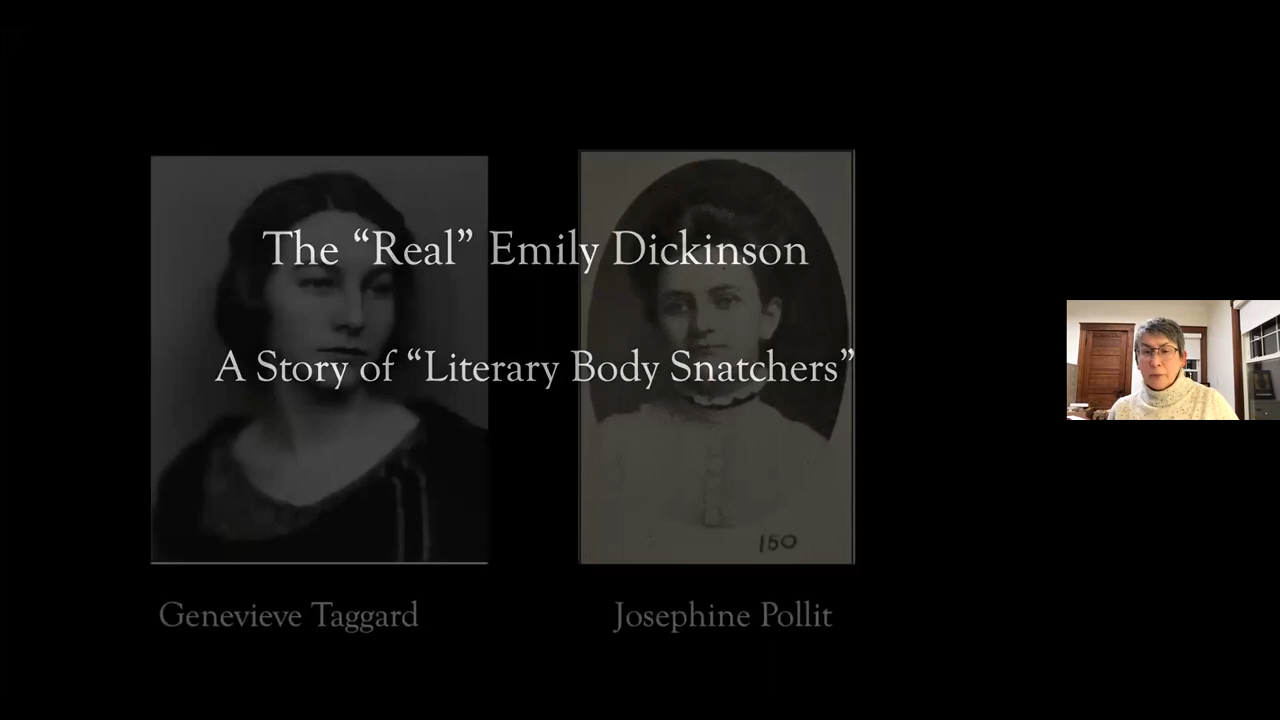 The “Real” Emily Dickinson
A Story of “Literary Body Snatchers”
150
Genevieve Taggard
Josephine Pollit